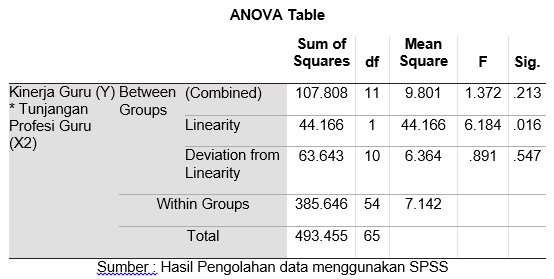 ANOVA Table
Sum of Squares df Mean Square F Sig.
Kinerja Guru (Y) * Tunjangan Profesi Guru (X2) Between Groups (Combined) 107.808 11 9.801 1.372 .213
Linearity 44.166 1 44.166 6.184 .016
Deviation from Linearity 63.643 10 6.364 .891 .547
Within Groups 385.646 54 7.142
Total 493.455 65
Sumber : Hasil Pengolahan data menggunakan SPSS